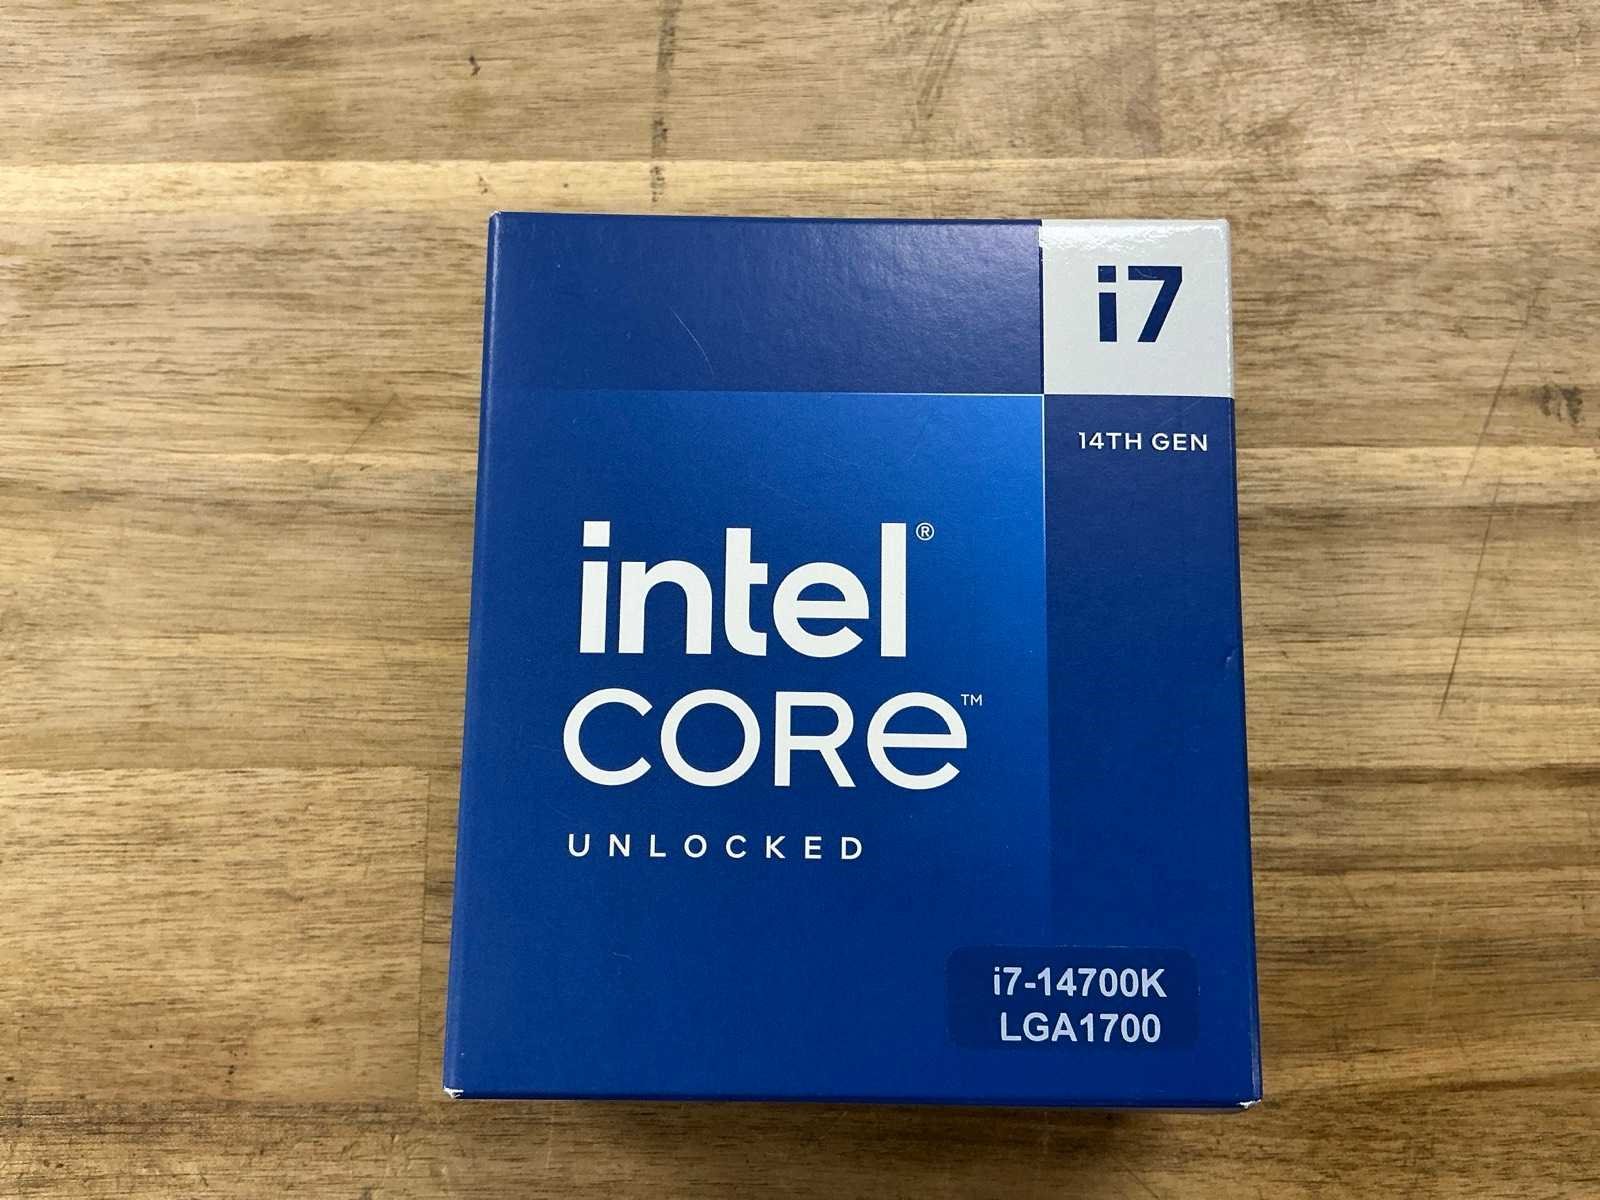 i7
14TH GEN
intel®
CORE™
UNLOCKED
i7-14700K
LGA1700